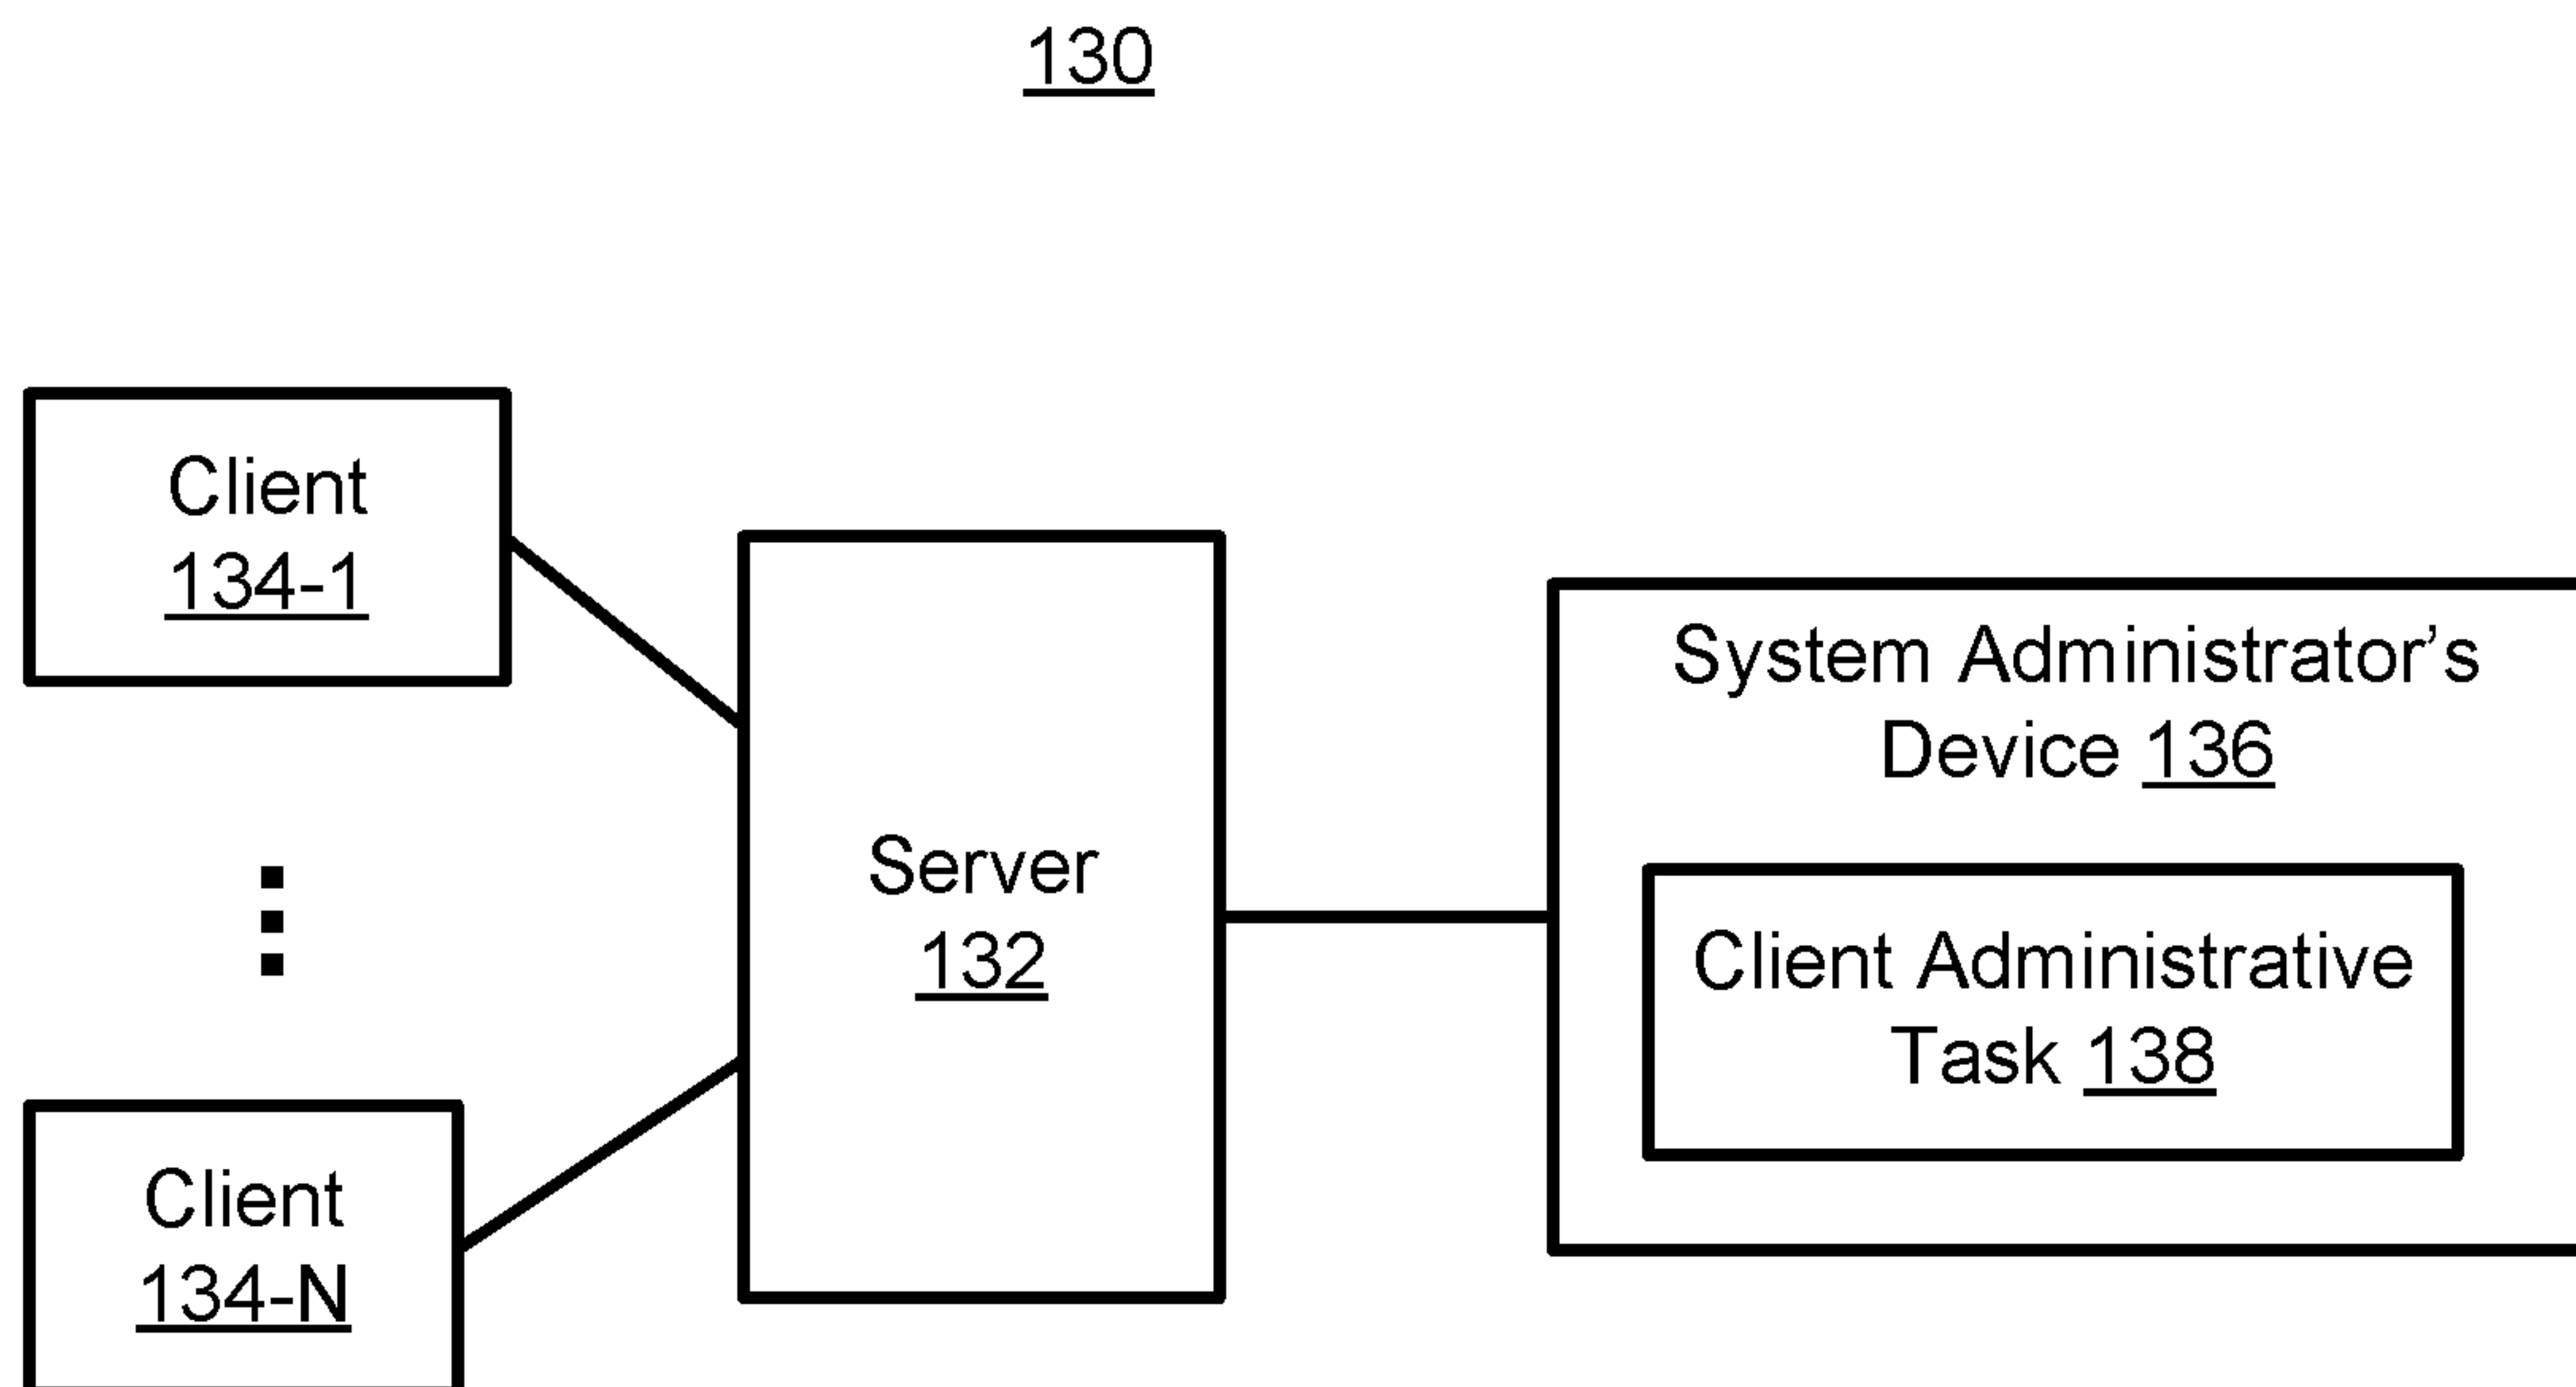 130
Client
134-1
Server
132
System Administrator’s
Device 136
Client Administrative
Task 138
Client
134-N